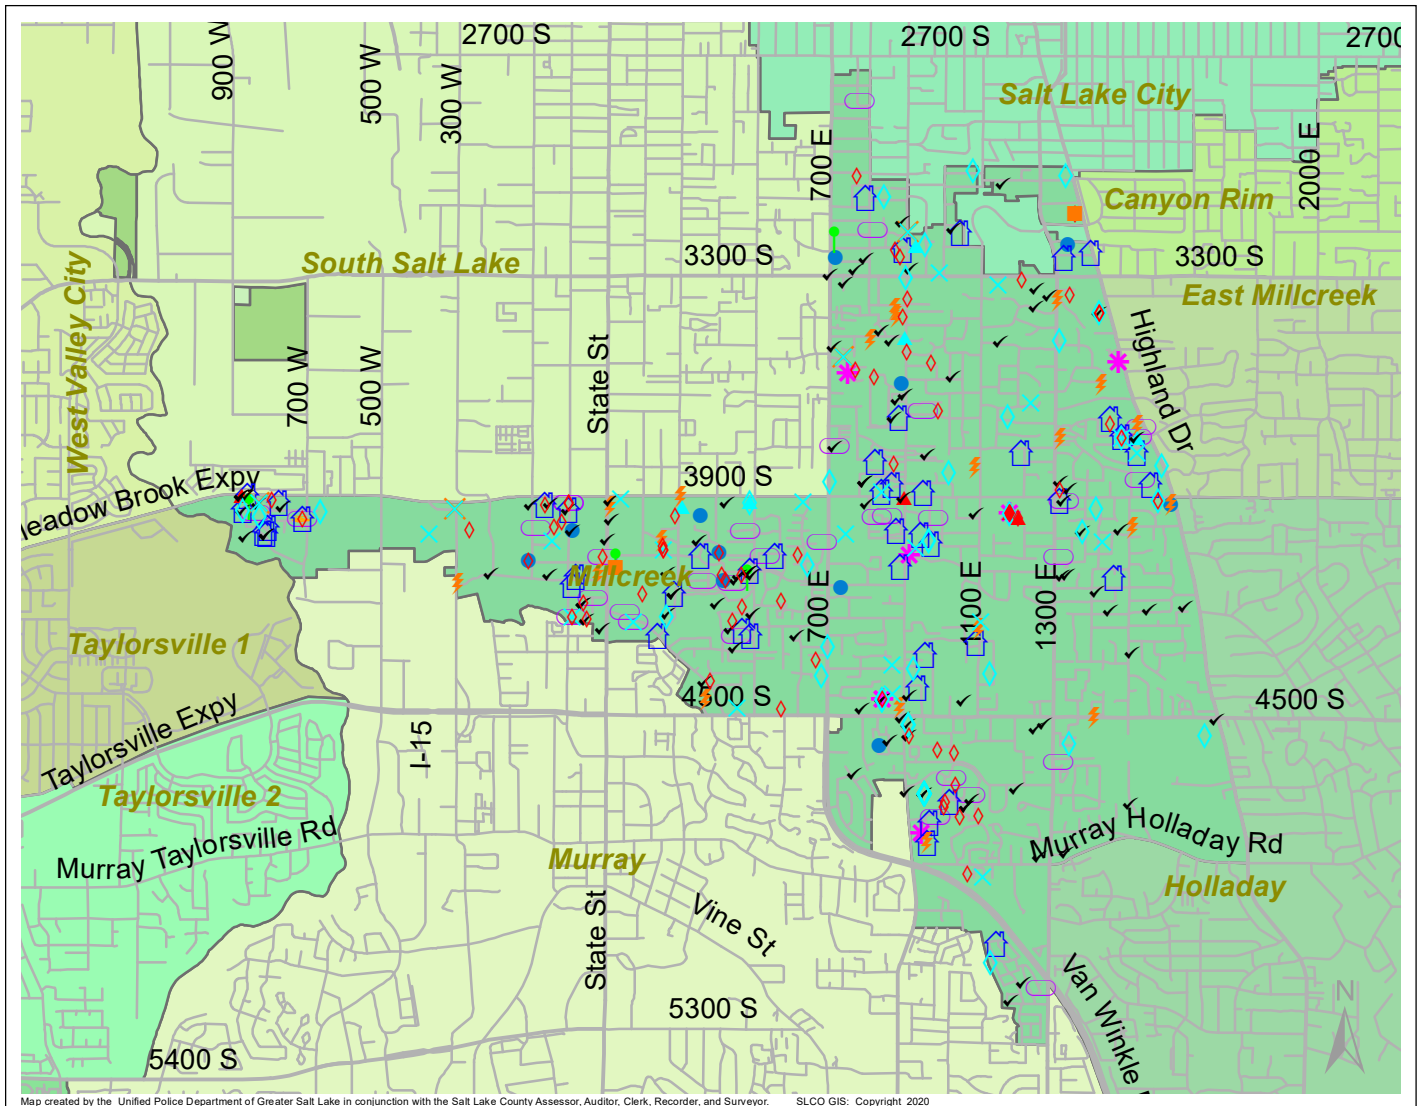 2700 S
2700 S
2700
900 W
500 W
300 W
Salt Lake City
700 E
2000 E
Canyon Rim
South Salt Lake
3300 S
3300 S
West Valley City
East Millcreek
Highland Dr
700 W
500 W
State St
3900 S
Meadow Brook Expy
Millcreek
700 E
1100 E
1300 E
Taylorsville 1
4500 S
4500 S
Taylorsville Expy
I-15
Taylorsville 2
Murray Taylorsville Rd
Murray Holladay Rd
Murray
Holladay
State St
Vine St
Van Winkle
N
5300 S
5400 S
Map created by the Unified Police Department of Greater Salt Lake in conjunction with the Salt Lake County Assessor, Auditor, Clerk, Recorder, and Surveyor. SLCO GIS: Copyright 2020